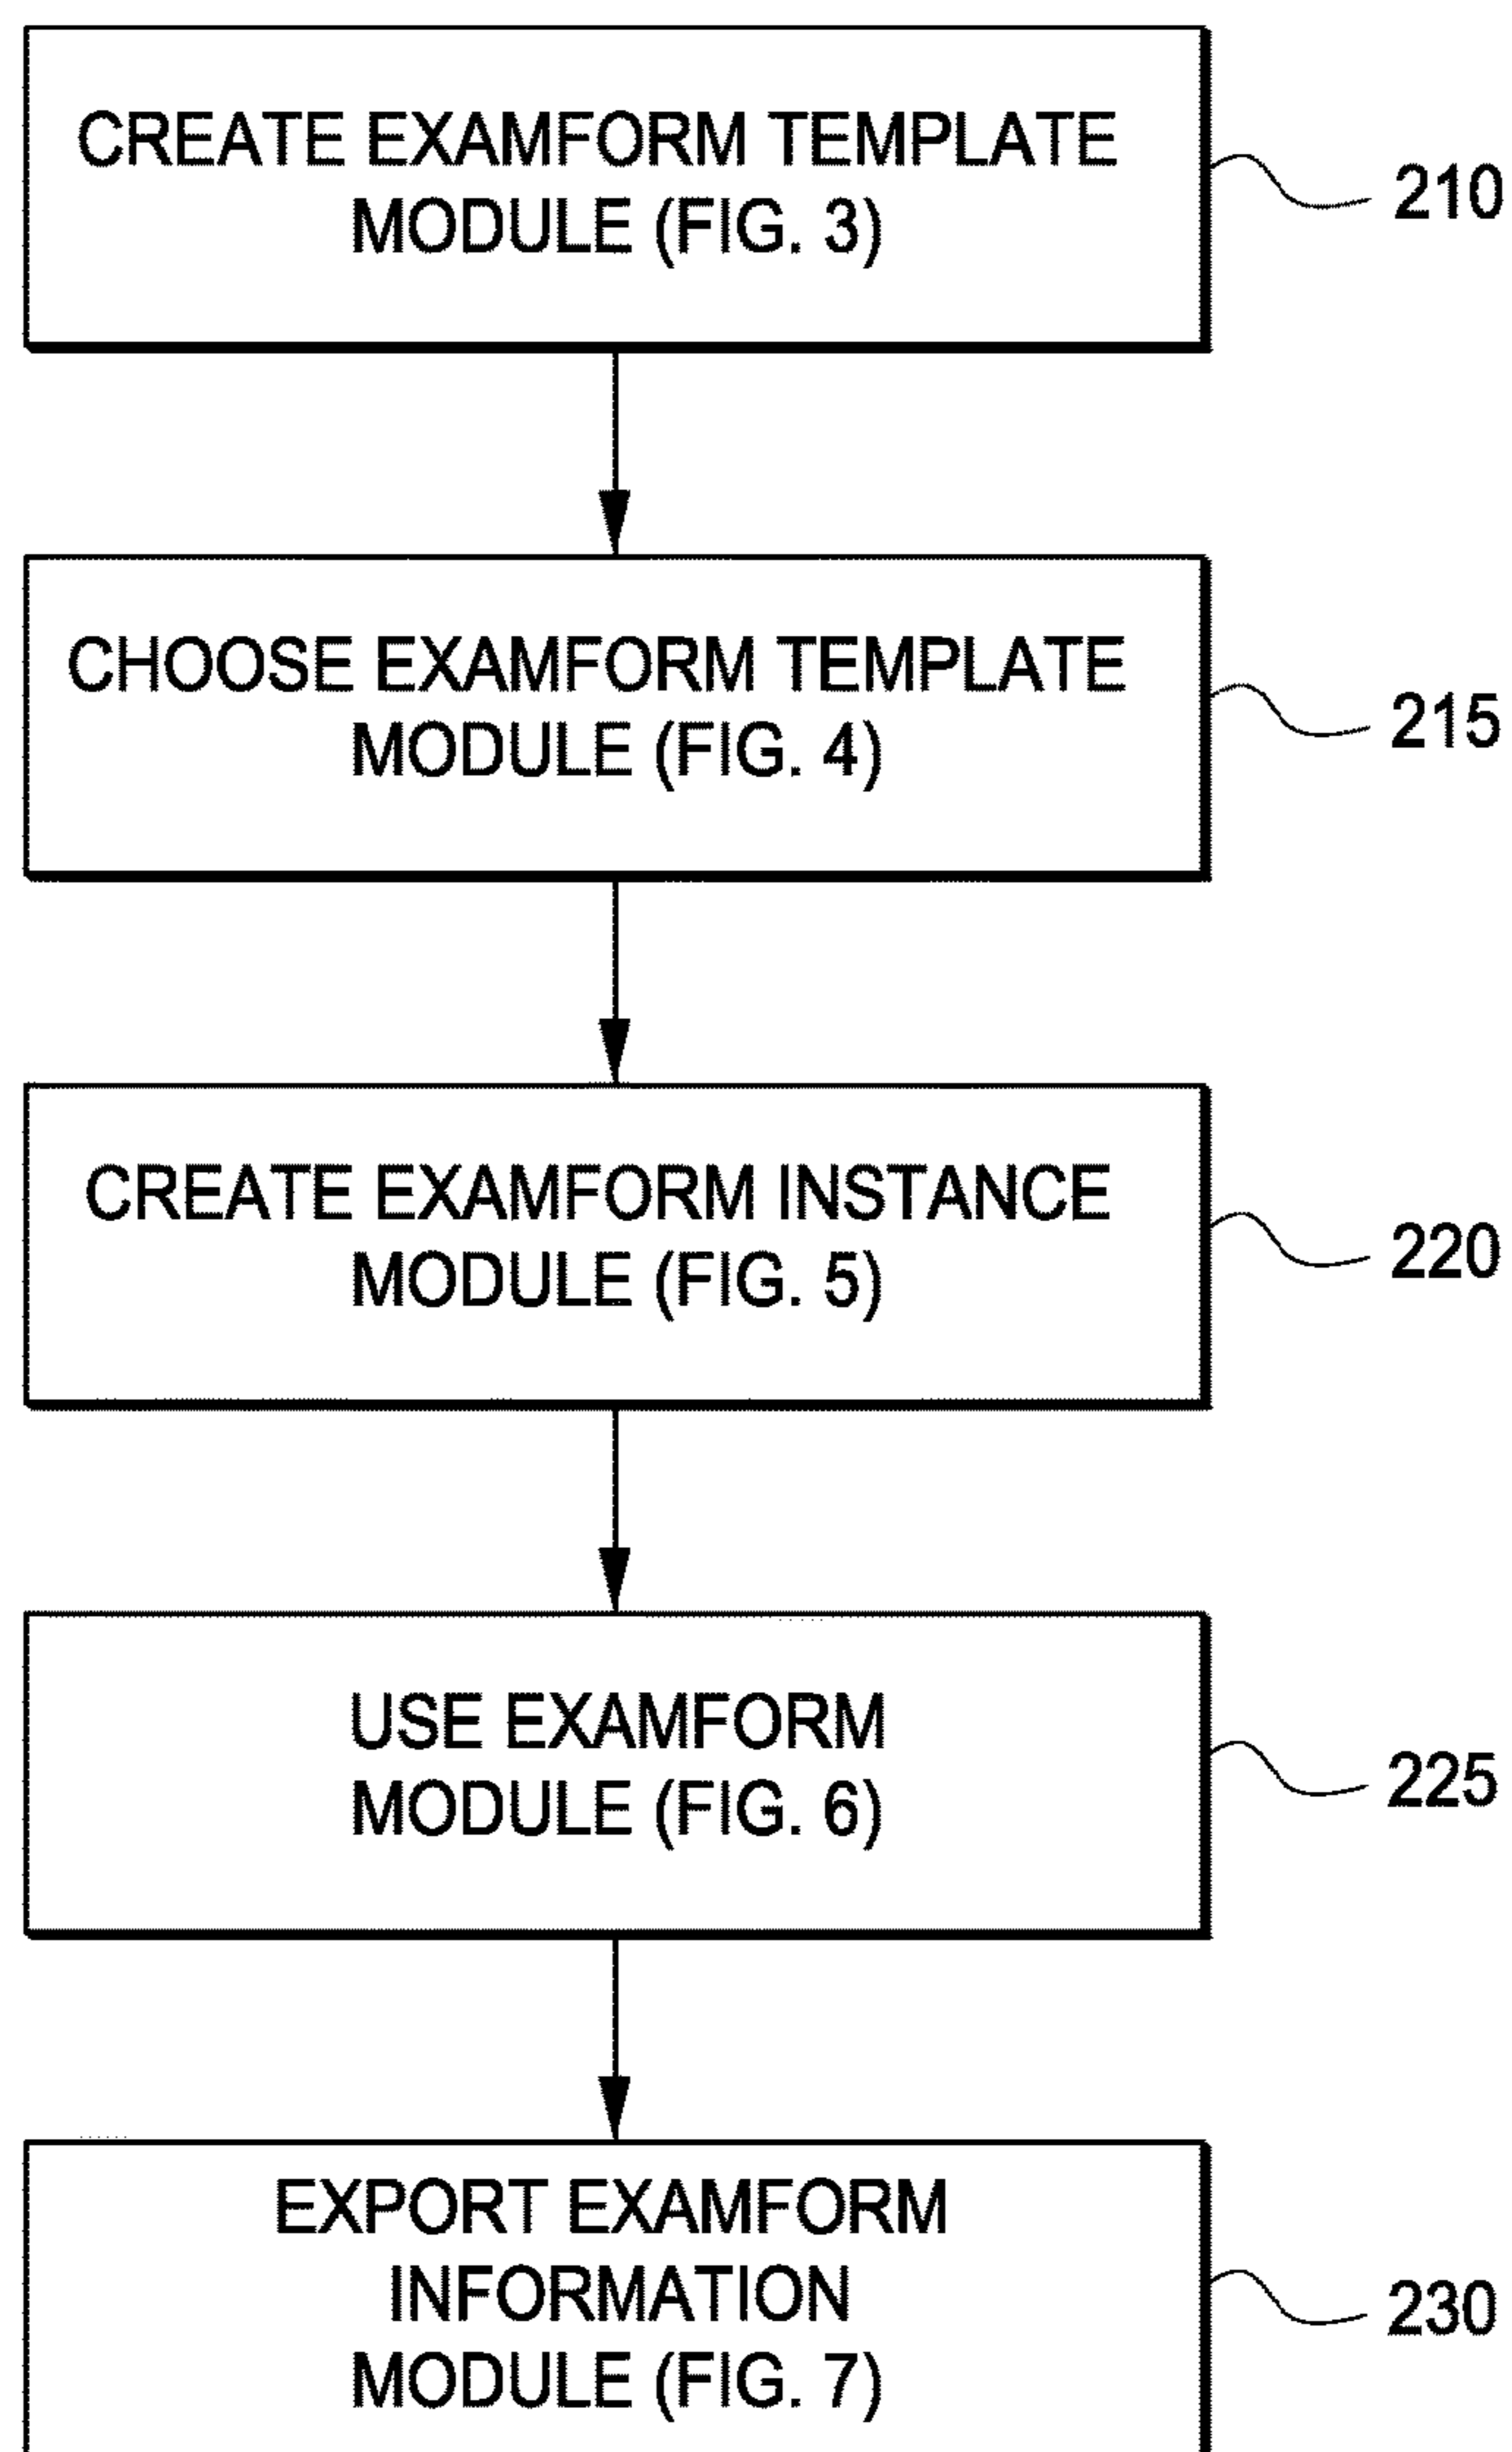 CREATE EXAMFORM TEMPLATE
MODULE (FIG. 3)
210
CHOOSE EXAMFORM TEMPLATE
MODULE (FIG. 4)
215
CREATE EXAMFORM INSTANCE
MODULE (FIG. 5)
220
USE EXAMFORM
MODULE (FIG. 6)
225
EXPORT EXAMFORM
INFORMATION
MODULE (FIG. 7)
230